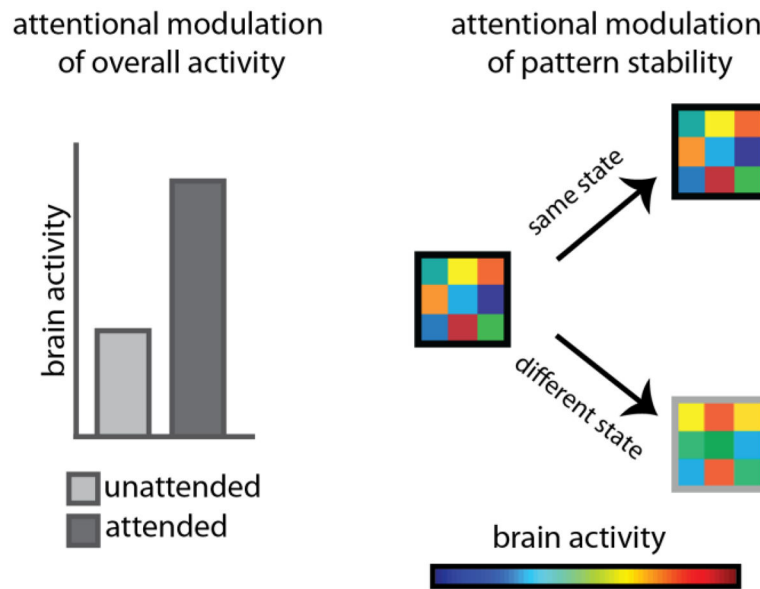 attentional modulation
of overall activity
brain activity
unattended
attended
attentional modulation
of pattern stability
same state
different state
brain activity